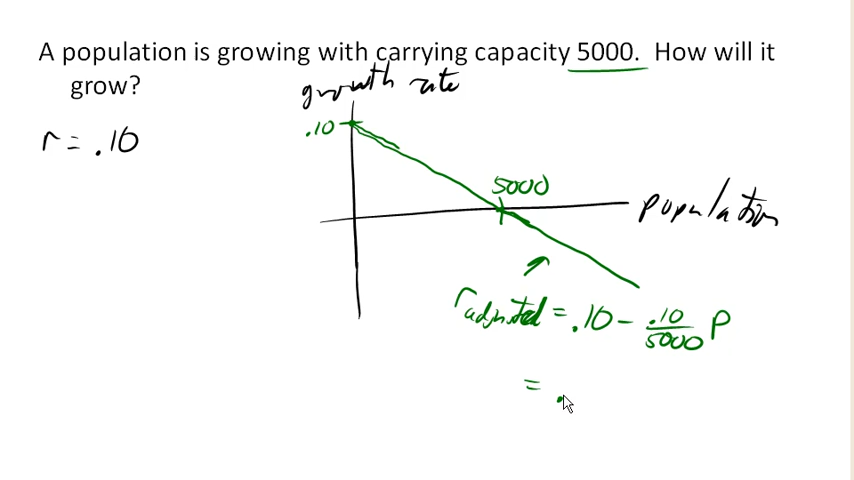 A population is growing with carrying capacity 5000. How will it
grow?
growth rate
r = .10
.10
5000
population
r adjusted = .10 - .10/5000 P
= .